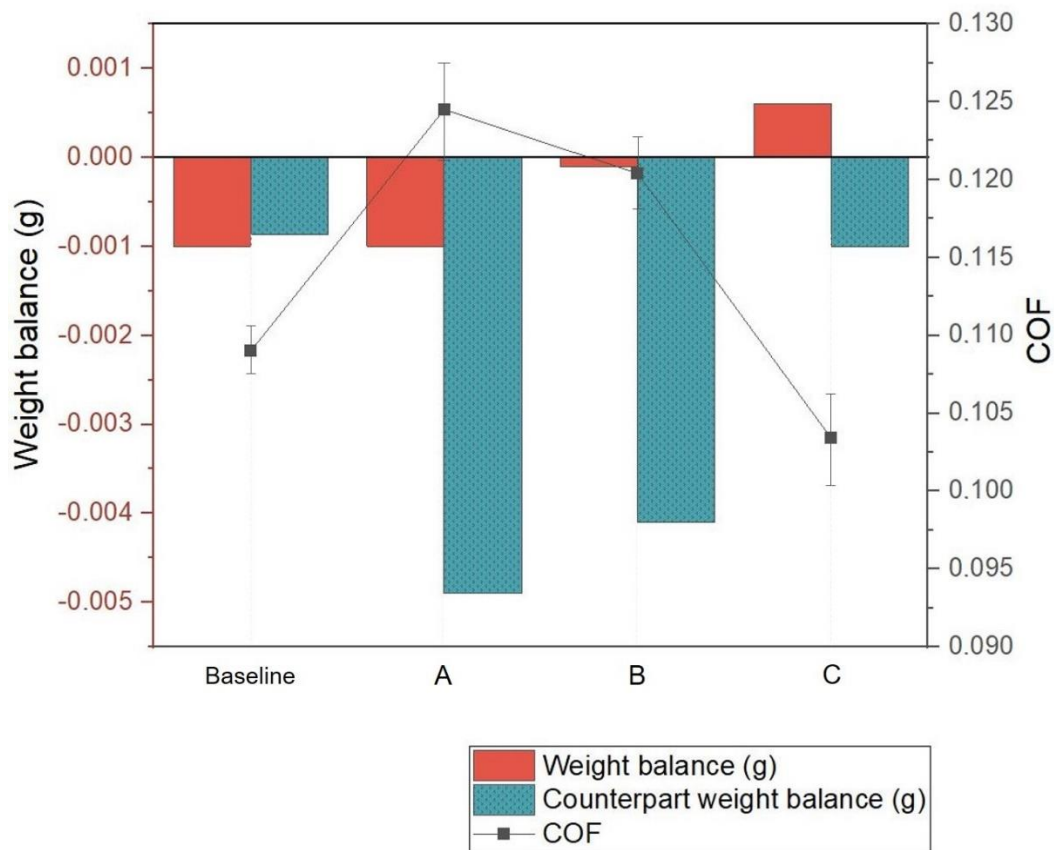 0.001
0.000
-0.001
-0.002
-0.003
-0.004
-0.005
Weight balance (g)
0.130
0.125
0.120
0.115
0.110
0.105
0.100
0.095
0.090
COF
Baseline
A
B
C
Weight balance (g)
Counterpart weight balance (g)
COF